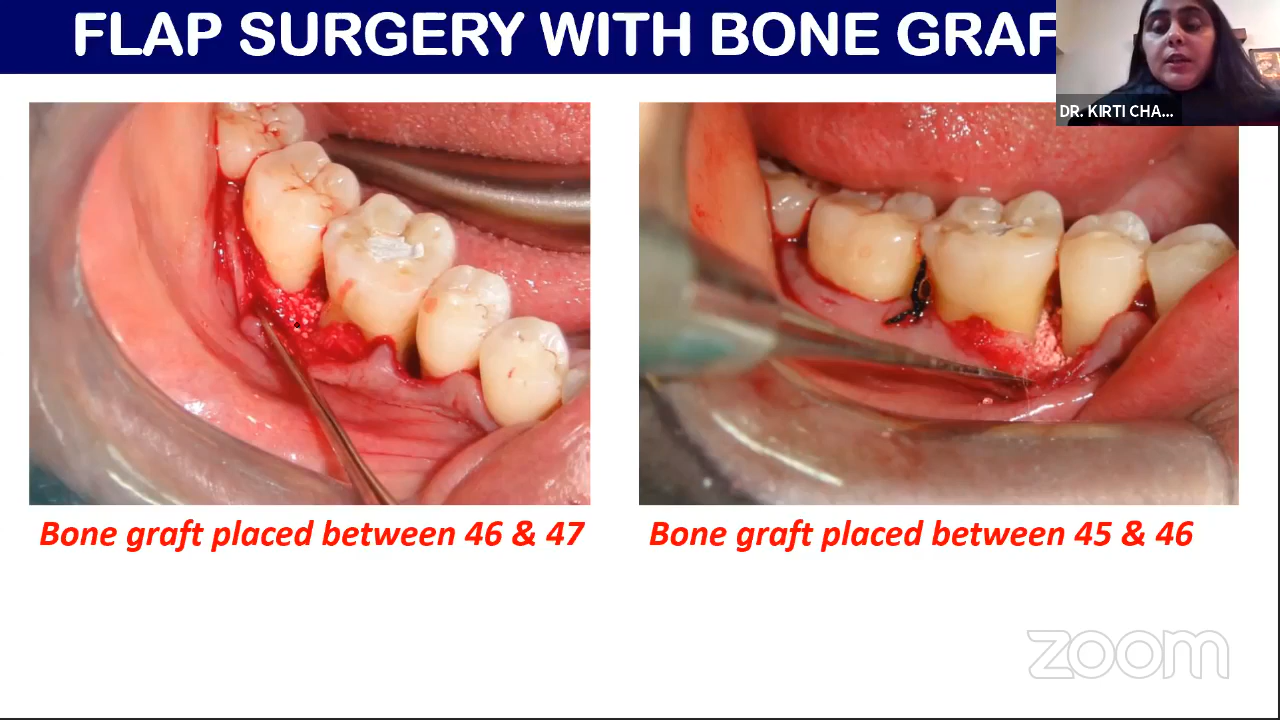 FLAP SURGERY WITH BONE GRAF
DR. KIRTI CHA...
Bone graft placed between 46 & 47
Bone graft placed between 45 & 46
zoom